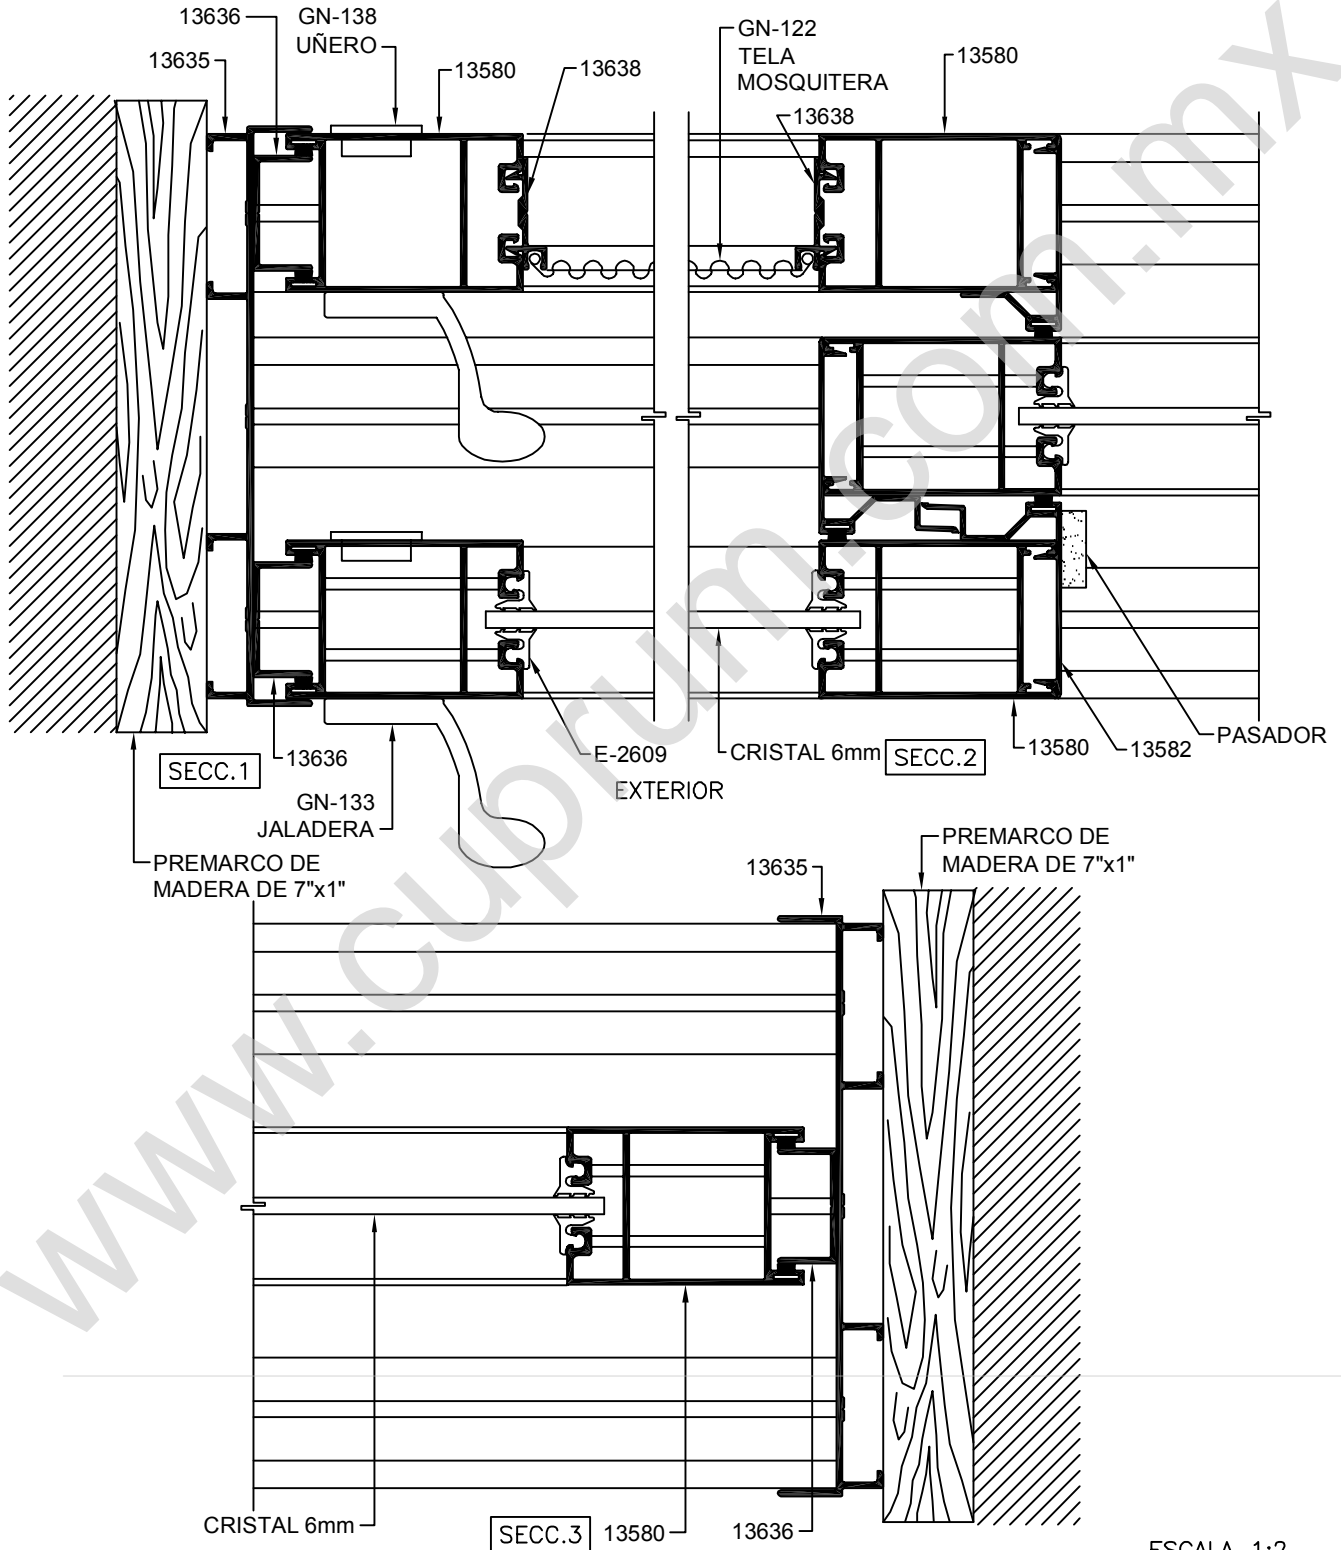 13636
GN-138
UÑERO
13635
13580
13638
GN-122
TELA
MOSQUITERA
13638
13580
SECC.1
13636
GN-133
JALADERA
E-2609
EXTERIOR
CRISTAL 6mm
SECC.2
13580
13582
PASADOR
PREMARCO DE
MADERA DE 7"x1"
13635
PREMARCO DE
MADERA DE 7"x1"
CRISTAL 6mm
SECC.3
13580
13636
ESCALA 1:2
www.cuprum.com.mx